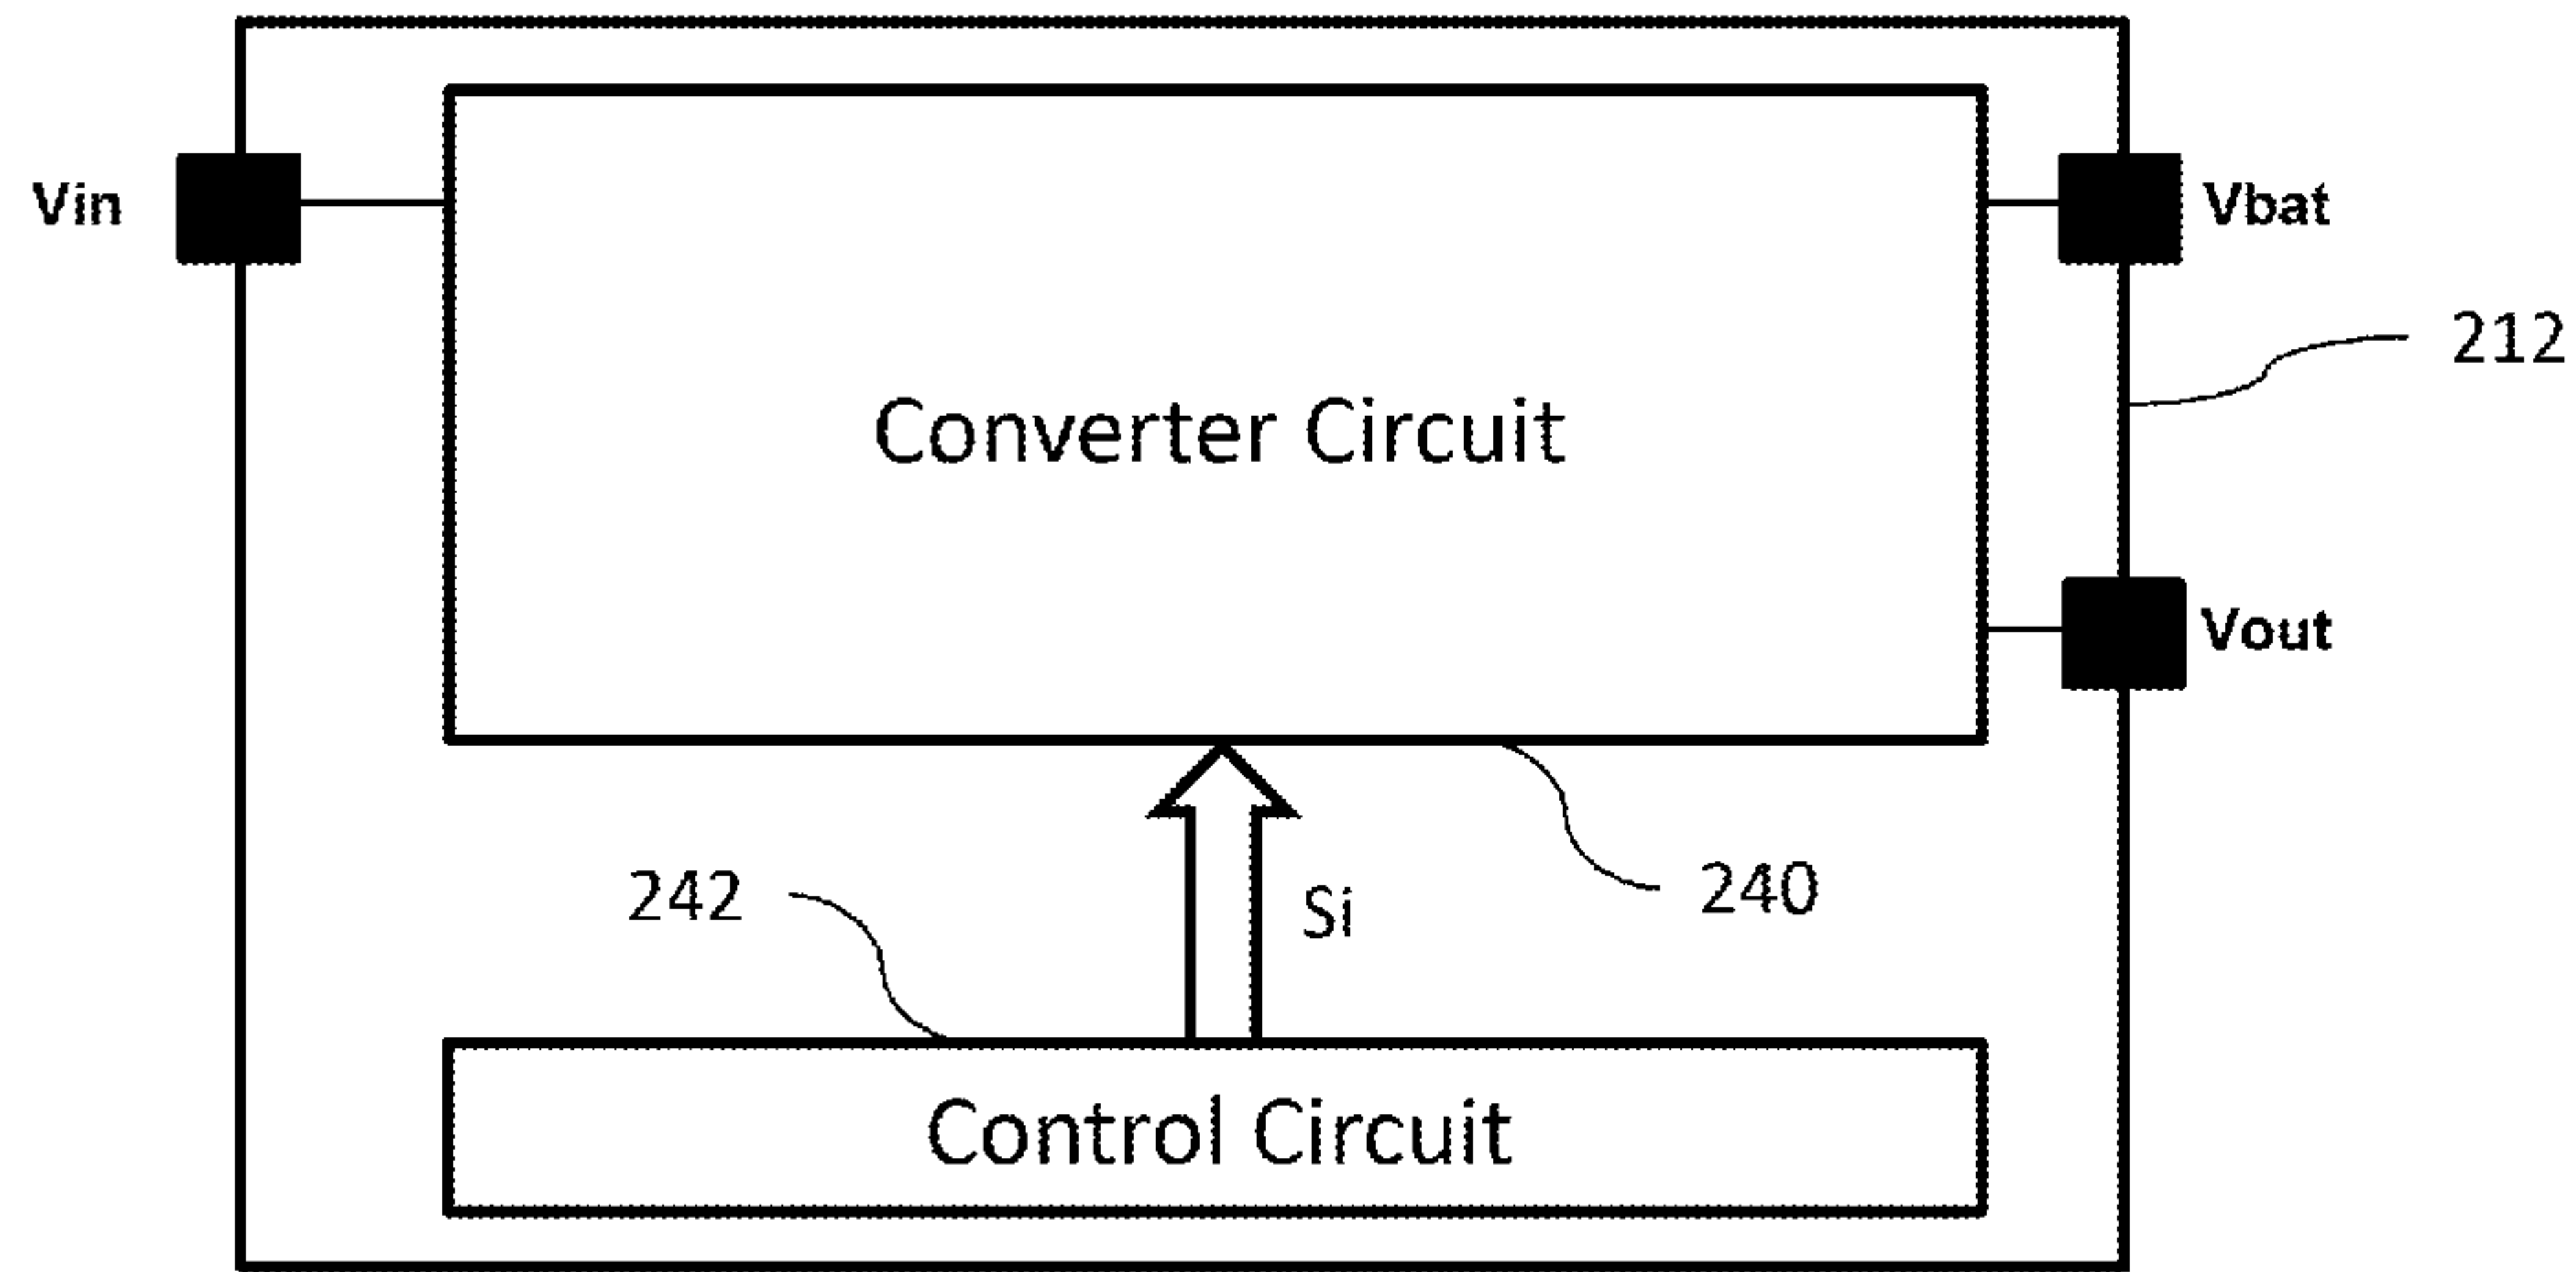 Vin
Vbat
212
Converter Circuit
Vout
242
Si
240
Control Circuit